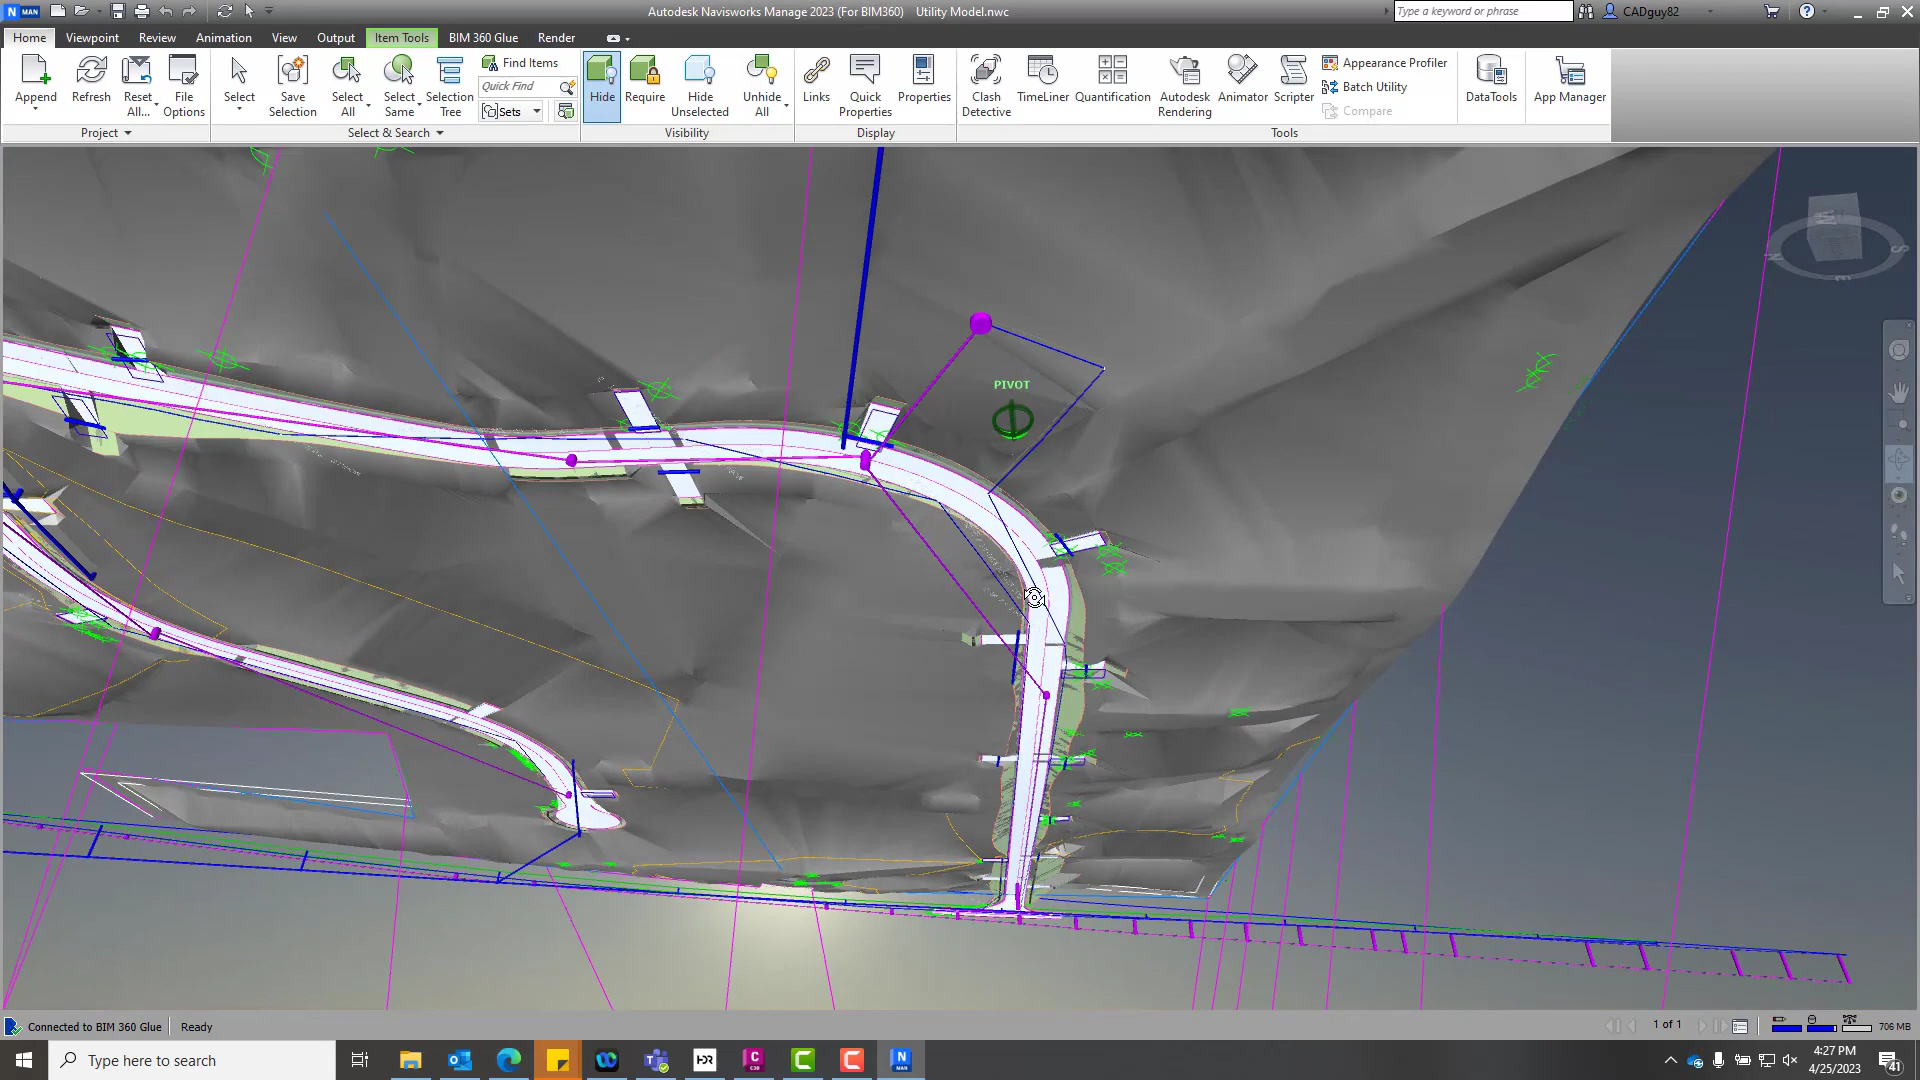 N MAN
Autodesk Navisworks Manage 2023 (For BIM360) Utility Model.nwc
Type a keyword or phrase
CADguy82
Home Viewpoint Review Animation View Output Item Tools BIM 360 Glue Render
Append
Refresh
Reset All...
File Options
Select
Save Selection
Select All
Select Same
Selection Tree
Find Items
Quick Find
Sets
Hide
Require
Hide Unselected
Unhide All
Links
Quick Properties
Properties
Clash Detective
TimeLiner
Quantification
Autodesk Rendering
Animator
Scripter
Appearance Profiler
Batch Utility
Compare
DataTools
App Manager
Project
Select & Search
Visibility
Display
Tools
PIVOT
Connected to BIM 360 Glue Ready
1 of 1
706 MB
Type here to search
HDR
4:27 PM
4/25/2023
41